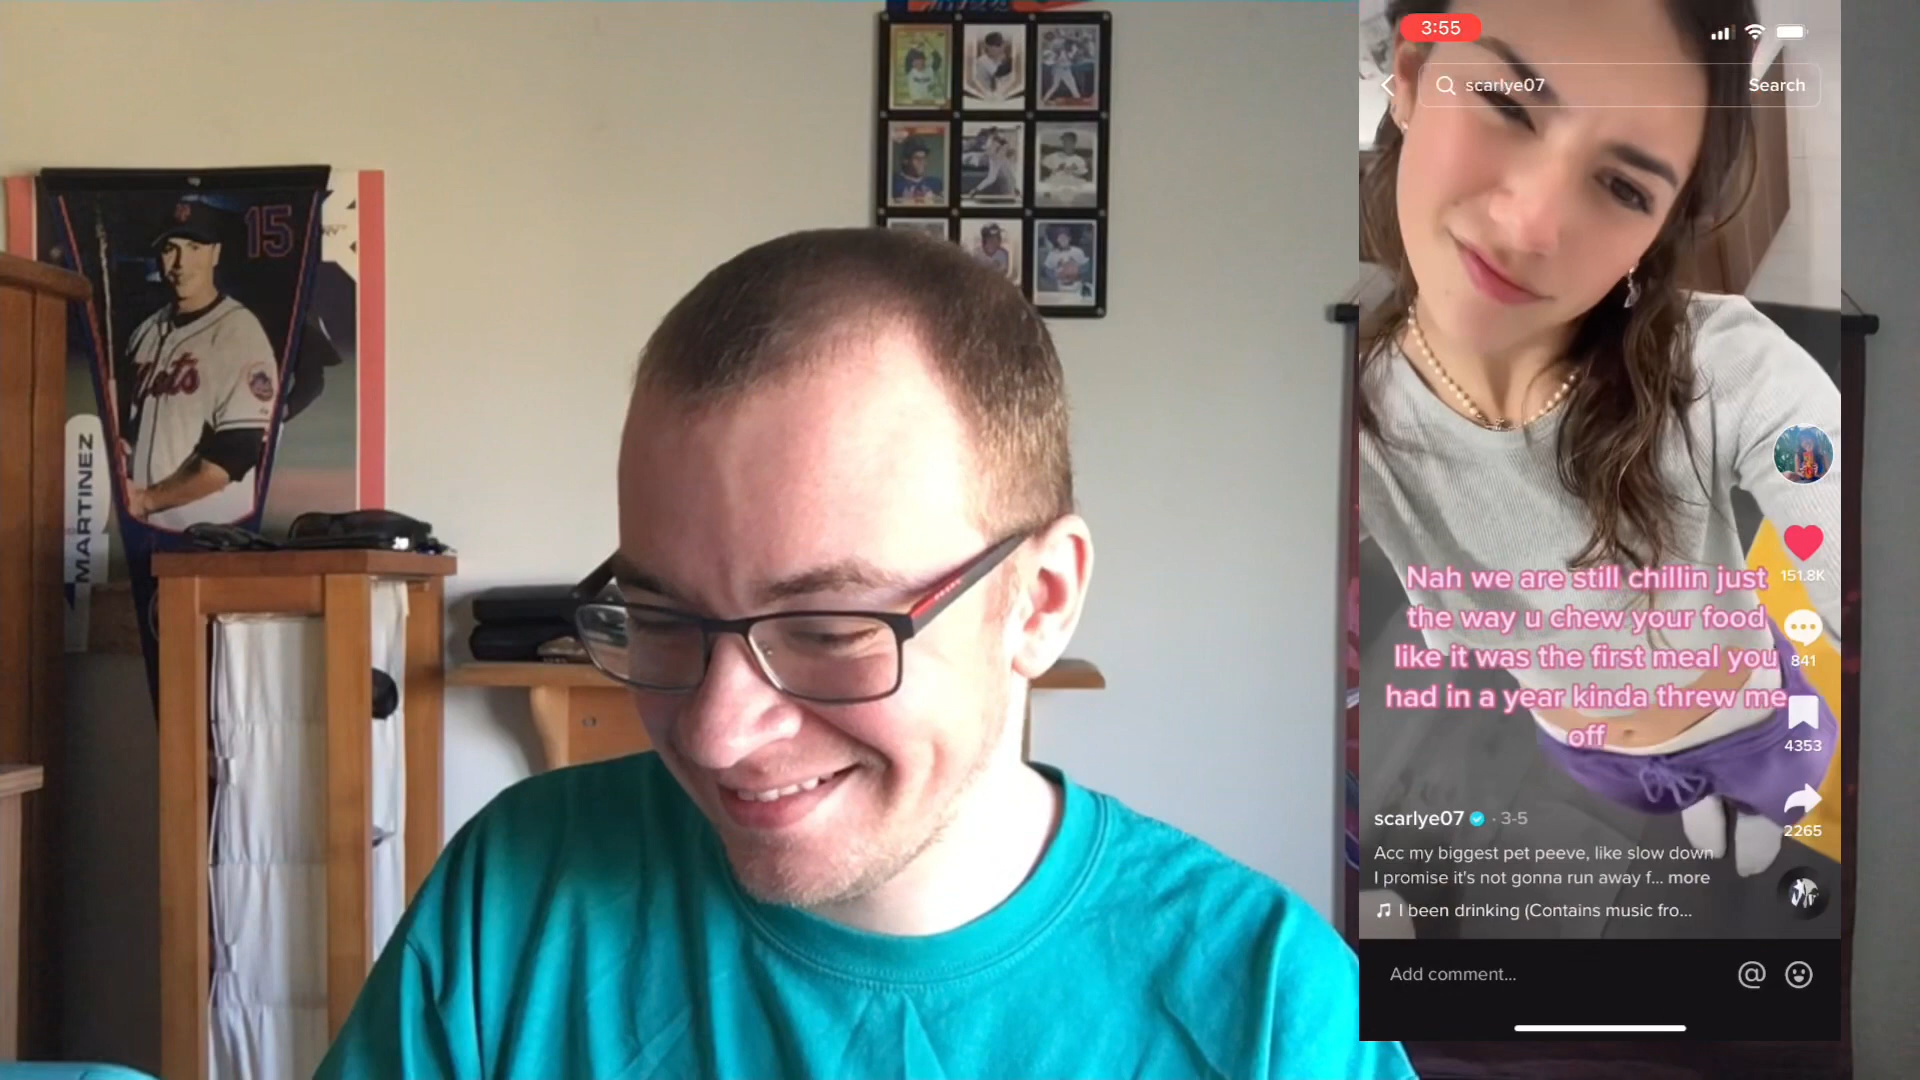 3:55
scarlye07
Search
15
Mets
MARTINEZ
151.8K
Nah we are still chillin just
the way u chew your food
like it was the first meal you
had in a year kinda threw me
off
841
4353
2265
scarlye07 · 3-5
Acc my biggest pet peeve, like slow down
I promise it's not gonna run away f... more
I been drinking (Contains music fro...
Add comment...
@